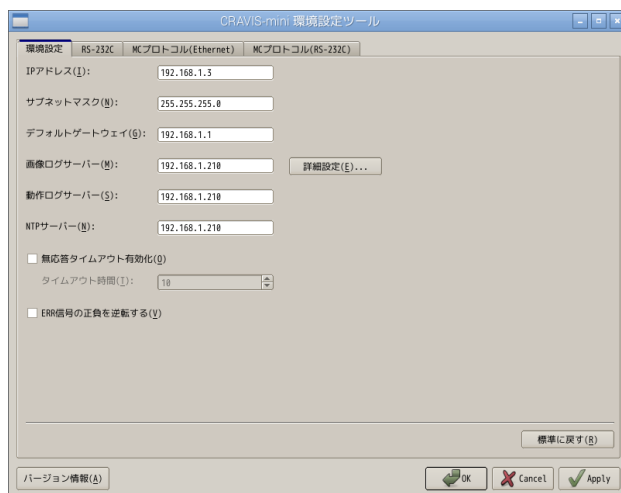 CRAVIS-mini 環境設定ツール
環境設定 RS-232C MCプロトコル(Ethernet) MCプロトコル(RS-232C)
IPアドレス(I): 192.168.1.3
サブネットマスク(N): 255.255.255.0
デフォルトゲートウェイ(G): 192.168.1.1
画像ログサーバー(M): 192.168.1.210 詳細設定(E)...
動作ログサーバー(S): 192.168.1.210
NTPサーバー(N): 192.168.1.210
無応答タイムアウト有効化(O)
タイムアウト時間(T): 10
ERR信号の正負を逆転する(V)
標準に戻す(R)
バージョン情報(A) OK Cancel Apply